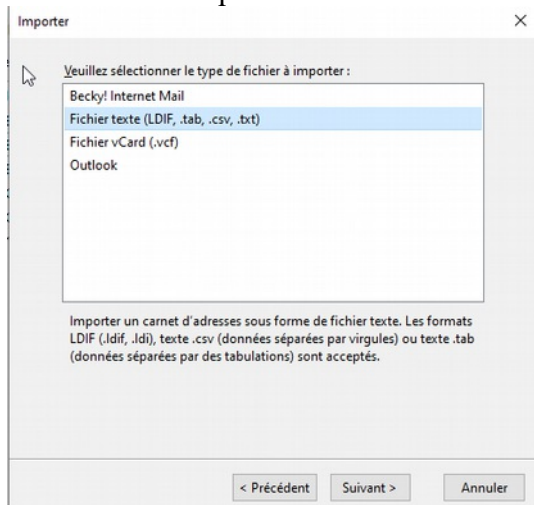 Importer
Veuillez sélectionner le type de fichier à importer :
Becky! Internet Mail
Fichier texte (LDIF, .tab, .csv, .txt)
Fichier vCard (.vcf)
Outlook
Importer un carnet d'adresses sous forme de fichier texte. Les formats
LDIF (.ldif, .ldi), texte .csv (données séparées par virgules) ou texte .tab
(données séparées par des tabulations) sont acceptés.
< Précédent Suivant > Annuler